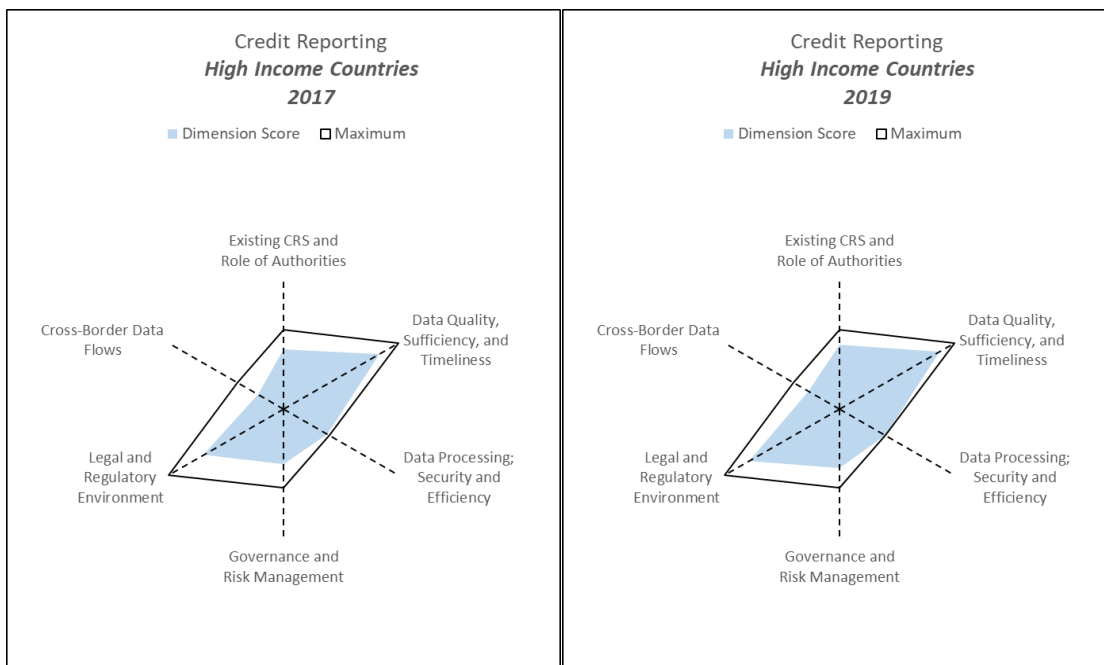 Credit Reporting
High Income Countries
2017
Dimension Score
Maximum
Existing CRS and
Role of Authorities
Cross-Border Data
Flows
Data Quality,
Sufficiency, and
Timeliness
Legal and
Regulatory
Environment
Data Processing;
Security and
Efficiency
Governance and
Risk Management
Credit Reporting
High Income Countries
2019
Dimension Score
Maximum
Existing CRS and
Role of Authorities
Cross-Border Data
Flows
Data Quality,
Sufficiency, and
Timeliness
Legal and
Regulatory
Environment
Data Processing;
Security and
Efficiency
Governance and
Risk Management